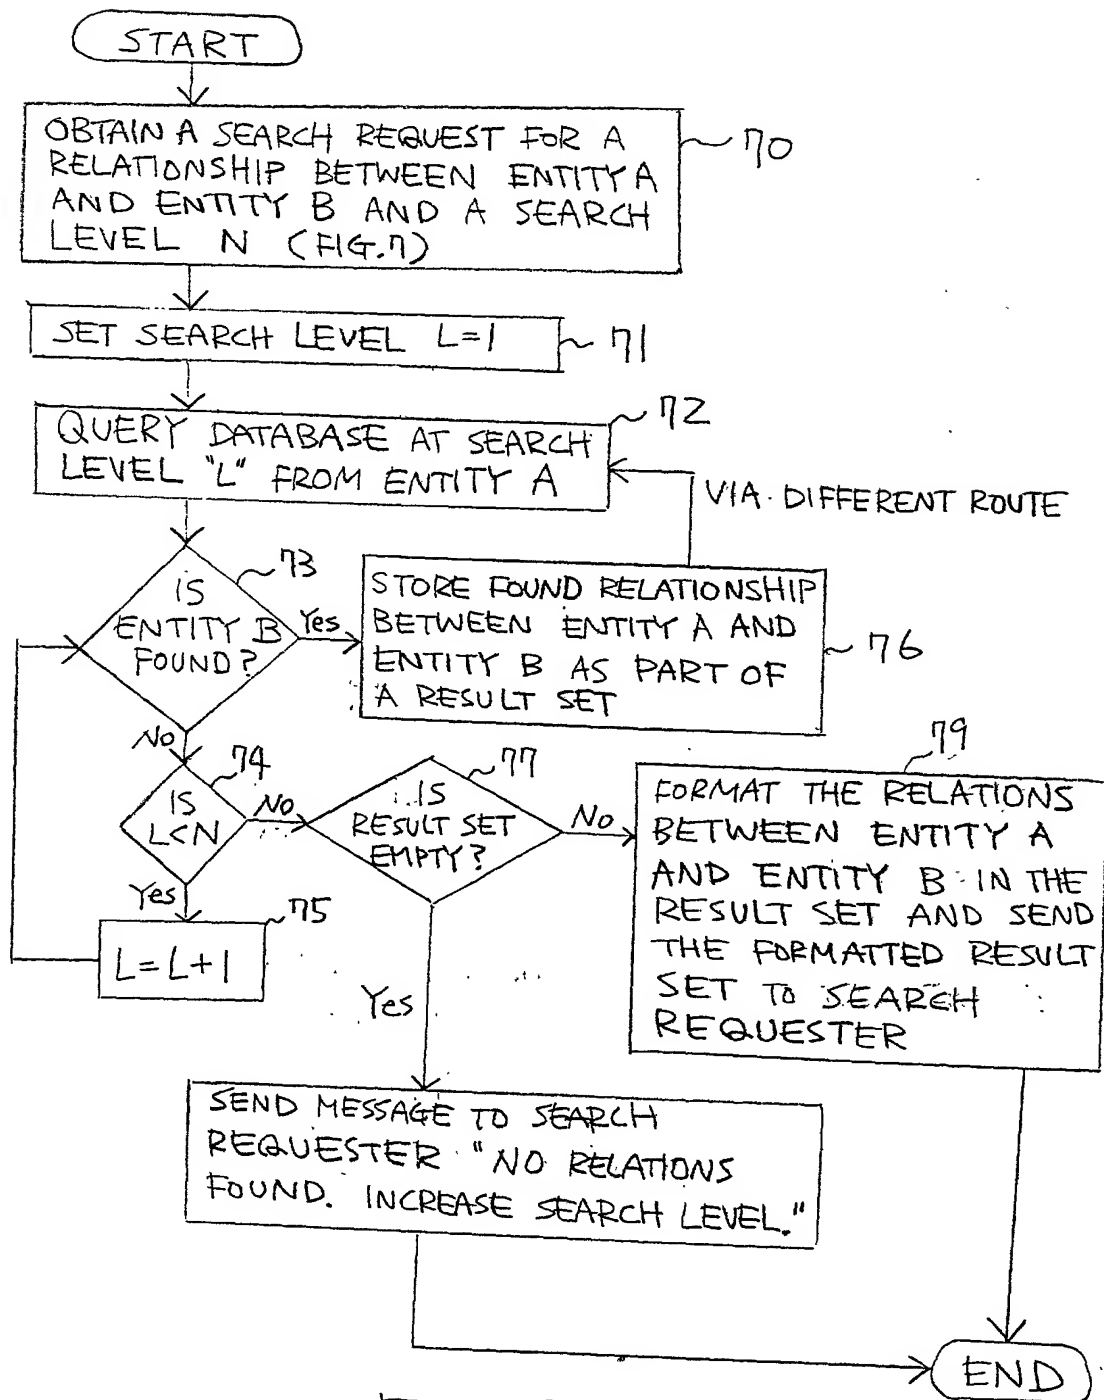 START
OBTAIN A SEARCH REQUEST FOR A
RELATIONSHIP BETWEEN ENTITY A
AND ENTITY B AND A SEARCH
LEVEL N (FIG.7)
70
SET SEARCH LEVEL L=1
71
72
QUERY DATABASE AT SEARCH
LEVEL "L" FROM ENTITY A
VIA DIFFERENT ROUTE
73
IS
ENTITY B
FOUND?
Yes
STORE FOUND RELATIONSHIP
BETWEEN ENTITY A AND
ENTITY B AS PART OF
A RESULT SET
76
No
74
IS
L<N
No
77
IS
RESULT SET
EMPTY?
No
79
FORMAT THE RELATIONS
BETWEEN ENTITY A
AND ENTITY B IN THE
RESULT SET AND SEND
THE FORMATTED RESULT
SET TO SEARCH
REQUESTER
Yes
75
L=L+1
Yes
SEND MESSAGE TO SEARCH
REQUESTER "NO RELATIONS
FOUND. INCREASE SEARCH LEVEL."
END